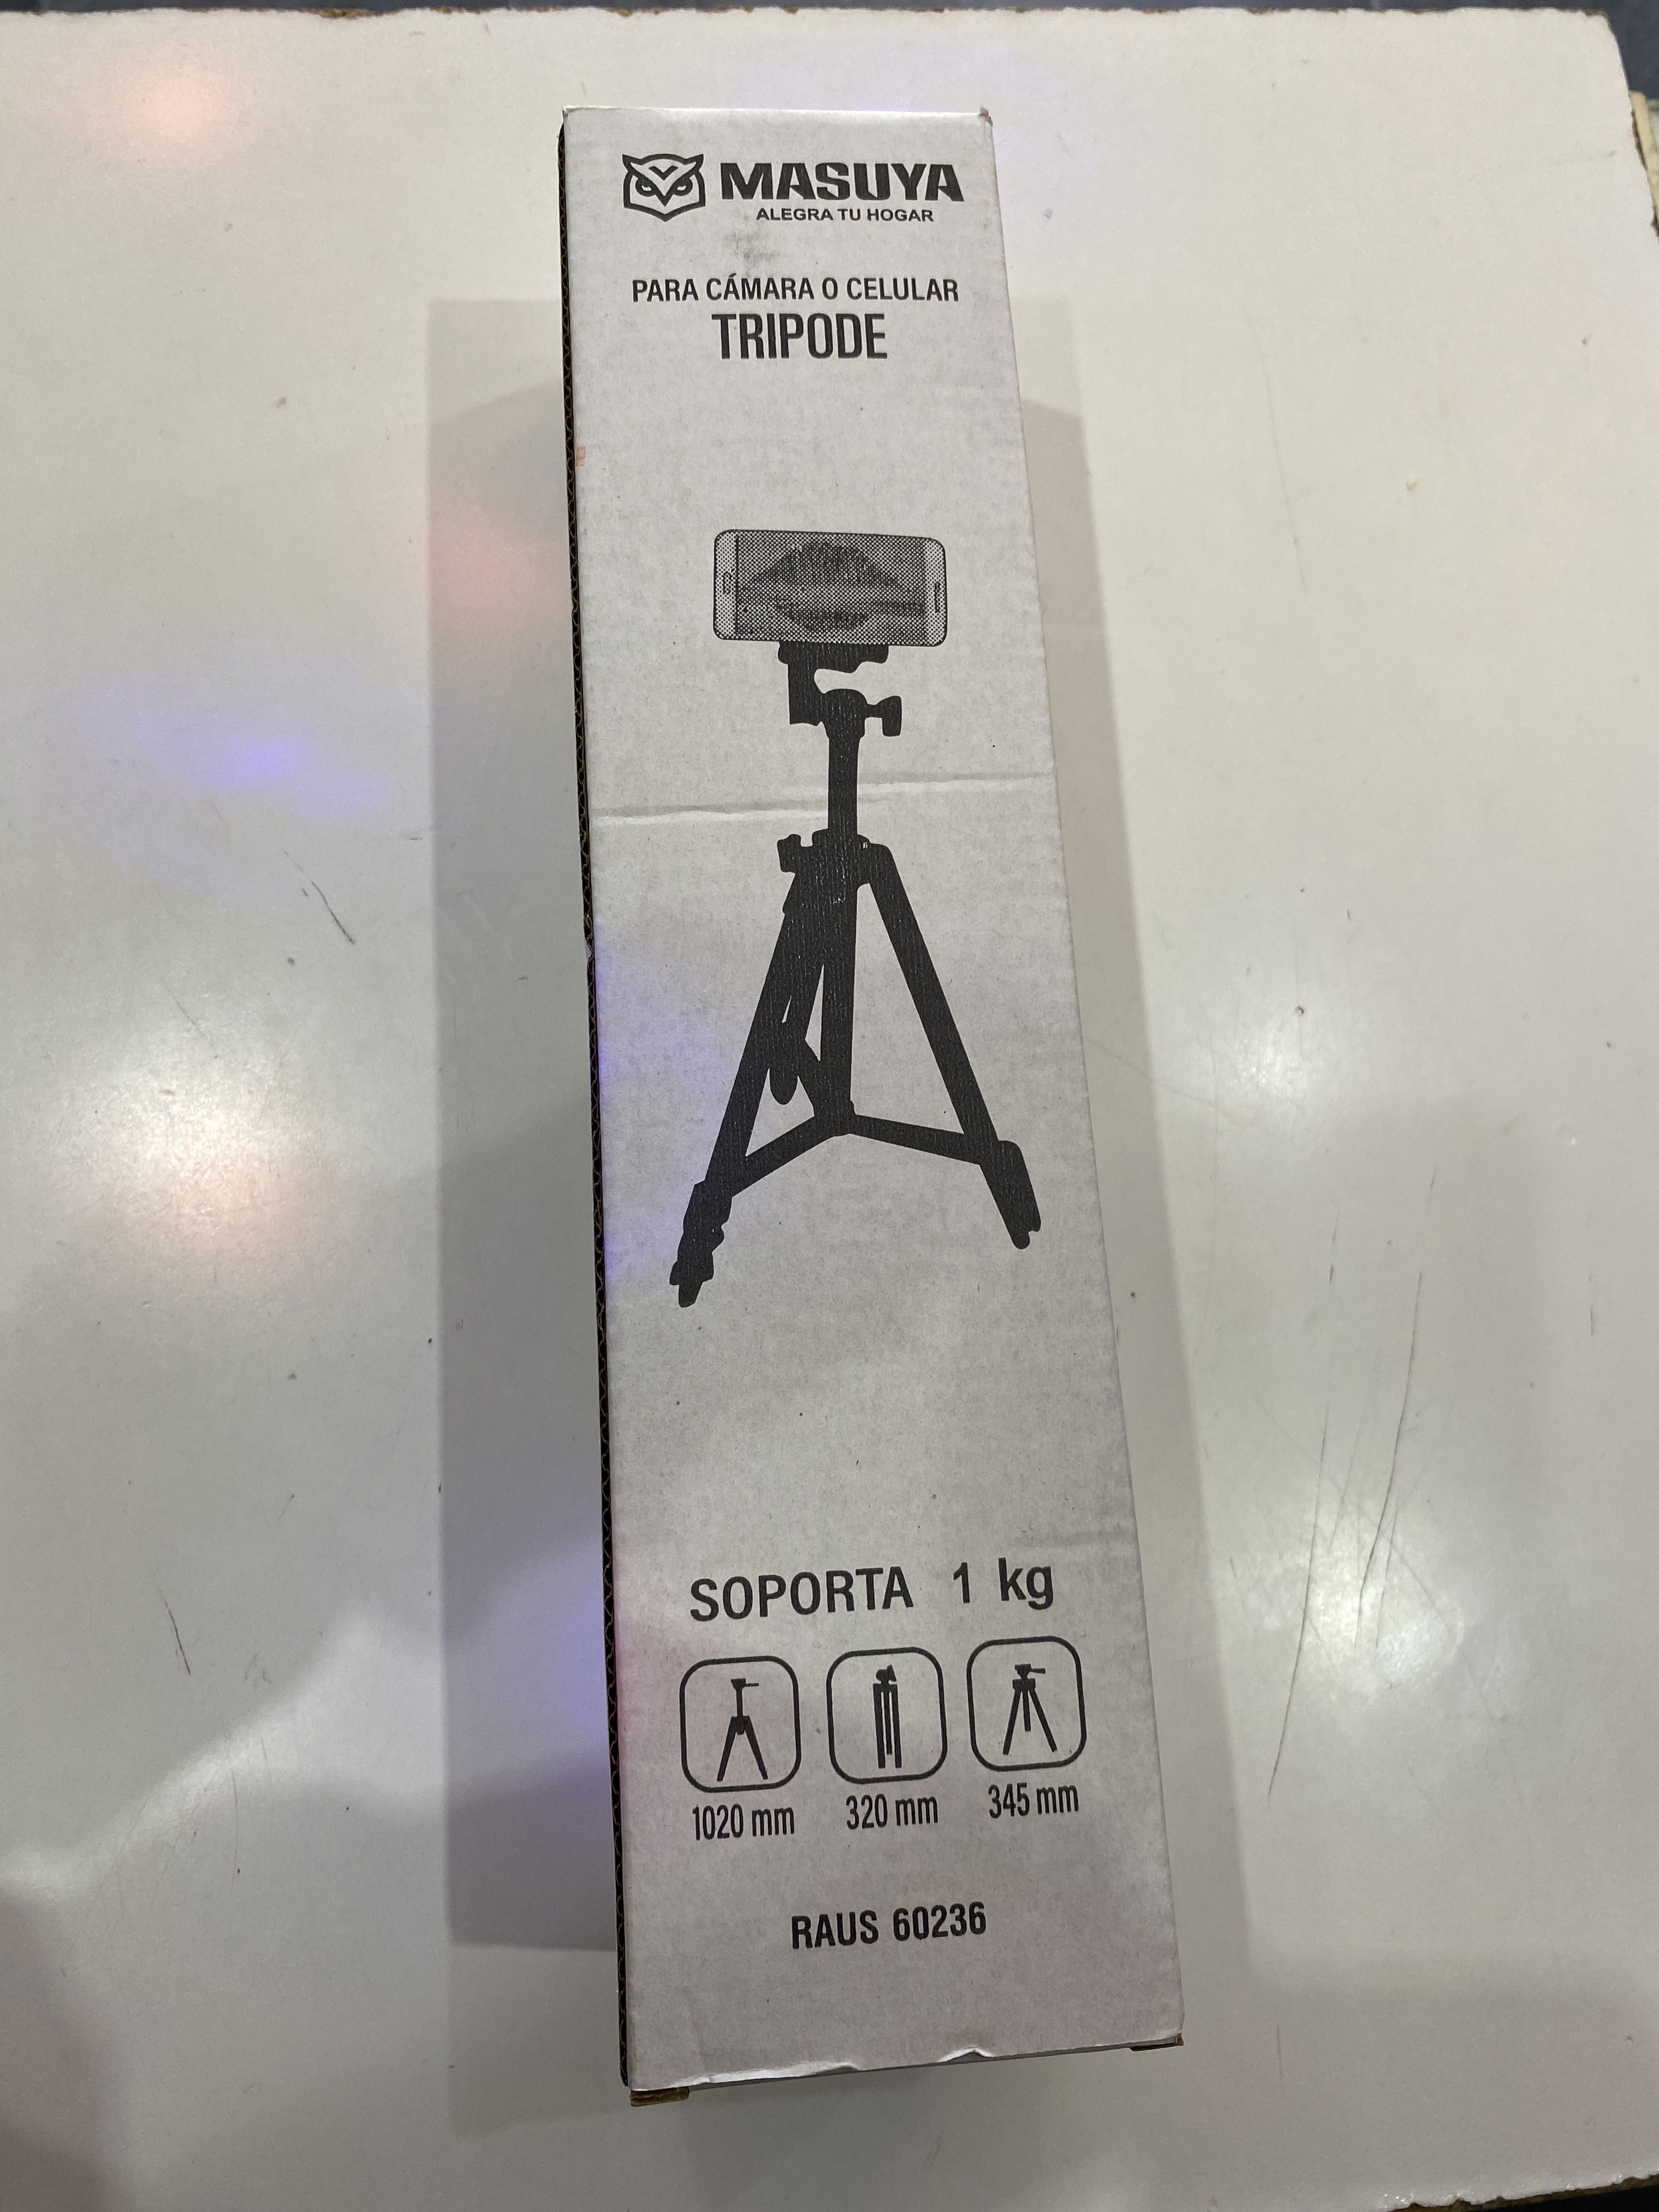 MASUYA
ALEGRA TU HOGAR
PARA CÁMARA O CELULAR
TRIPODE
SOPORTA 1 kg
1020 mm 320 mm 345 mm
RAUS 60236